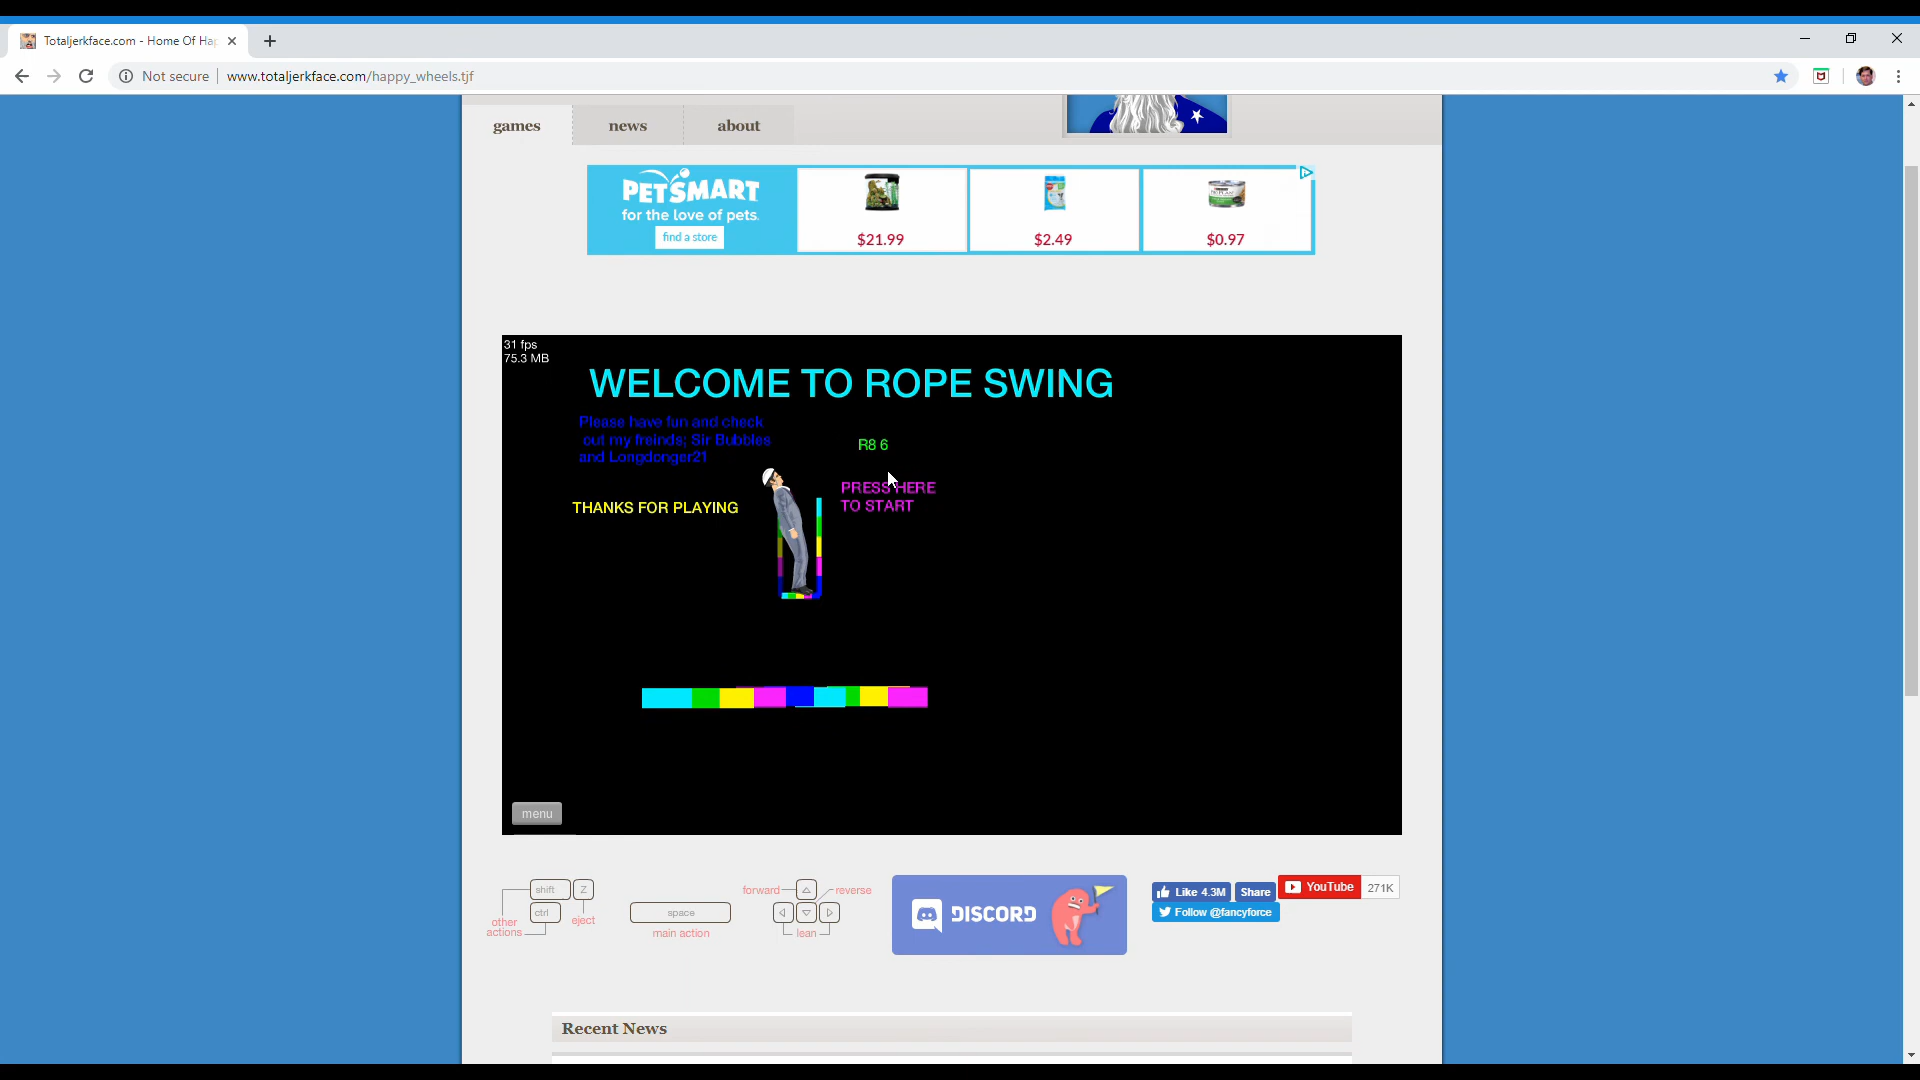 Totaljerkface.com - Home Of Hap
Not secure
www.totaljerkface.com/happy_wheels.tjf
games
news
about
PETSMART
for the love of pets.
find a store
$21.99
$2.49
$0.97
31 fps
75.3 MB
WELCOME TO ROPE SWING
Please have fun and check
out my freinds; Sir Bubbles
and Longdonger21
R8 6
THANKS FOR PLAYING
PRESS HERE
TO START
menu
shift
Z
ctrl
other
actions
eject
space
main action
forward
reverse
lean
DISCORD
Like 4.3M
Share
YouTube
271K
Follow @fancyforce
Recent News